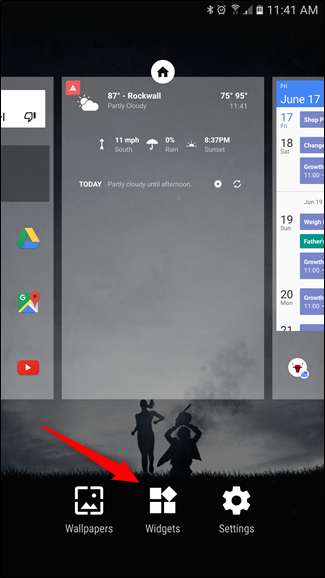 11:41 AM
87° - Rockwall
Partly Cloudy
75° 95°
11:41
11 mph
South
0%
Rain
8:37PM
Sunset
TODAY Partly cloudy until afternoon.
Fri
June 17
17
Fri
Shop P
18
Sat
Change
Growth
11:00 –
Jun 19
19
Sun
Weigh
Father's
Growth
11:00 –
20
Mon
Growth
11:00 –
21
Wallpapers
Widgets
Settings